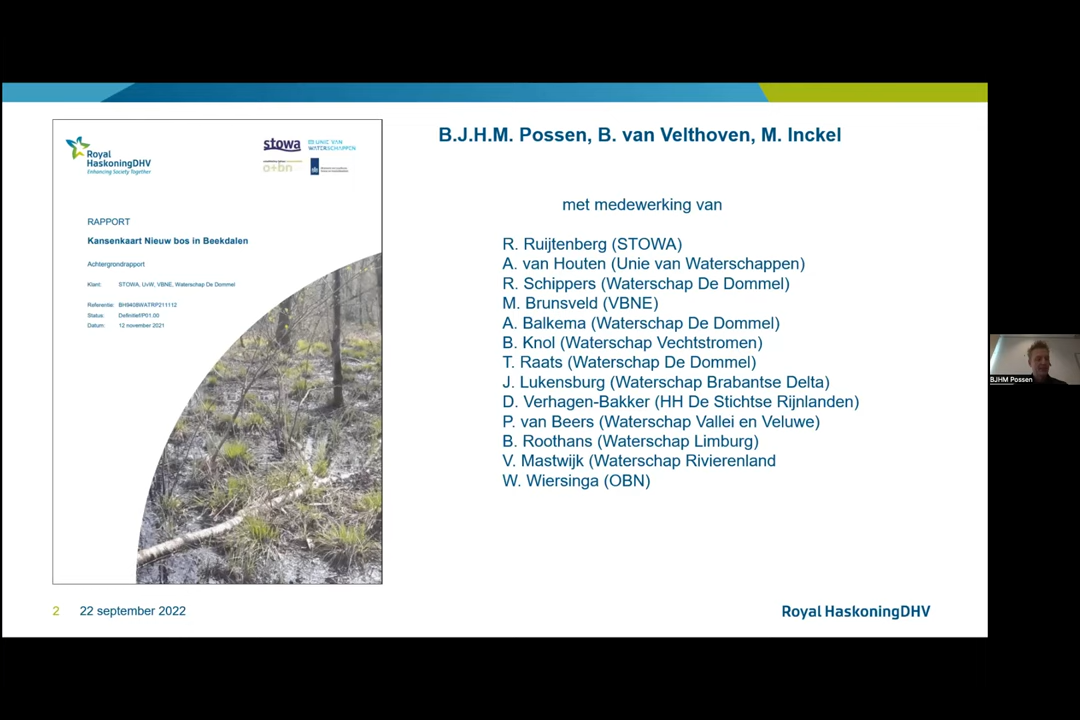 Royal
HaskoningDHV
Enhancing Society Together
stowa
UNIE VAN
WATERSCHAPPEN
o+bn
RAPPORT
Kansenkaart Nieuw bos in Beekdalen
Achtergrondrapport
Klant: STOWA, UvW, VBNE, Waterschap De Dommel
Referentie: BH9408WATRP211112
Status: Definitief/P01.00
Datum: 12 november 2021
B.J.H.M. Possen, B. van Velthoven, M. Inckel
met medewerking van
R. Ruijtenberg (STOWA)
A. van Houten (Unie van Waterschappen)
R. Schippers (Waterschap De Dommel)
M. Brunsveld (VBNE)
A. Balkema (Waterschap De Dommel)
B. Knol (Waterschap Vechtstromen)
T. Raats (Waterschap De Dommel)
J. Lukensburg (Waterschap Brabantse Delta)
D. Verhagen-Bakker (HH De Stichtse Rijnlanden)
P. van Beers (Waterschap Vallei en Veluwe)
B. Roothans (Waterschap Limburg)
V. Mastwijk (Waterschap Rivierenland
W. Wiersinga (OBN)
BJHM Possen
2 22 september 2022
Royal HaskoningDHV